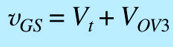 v_GS = V_t + V_OV3